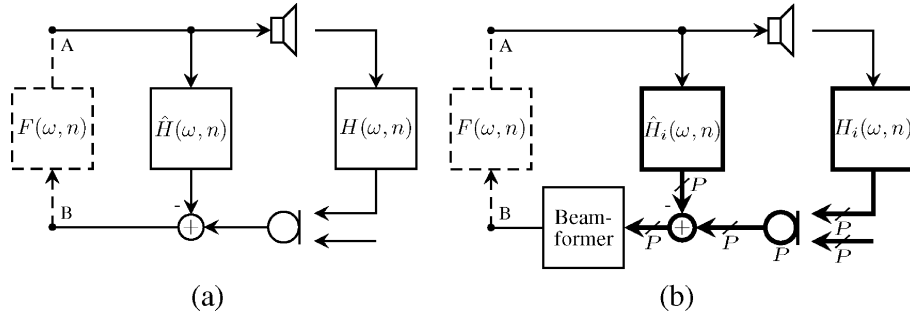 A
F(ω, n)
Ĥ(ω, n)
H(ω, n)
B
-
+
(a)
A
F(ω, n)
Ĥᵢ(ω, n)
Hᵢ(ω, n)
P
B
-
Beam-
former
+
P
P
P
P
P
(b)